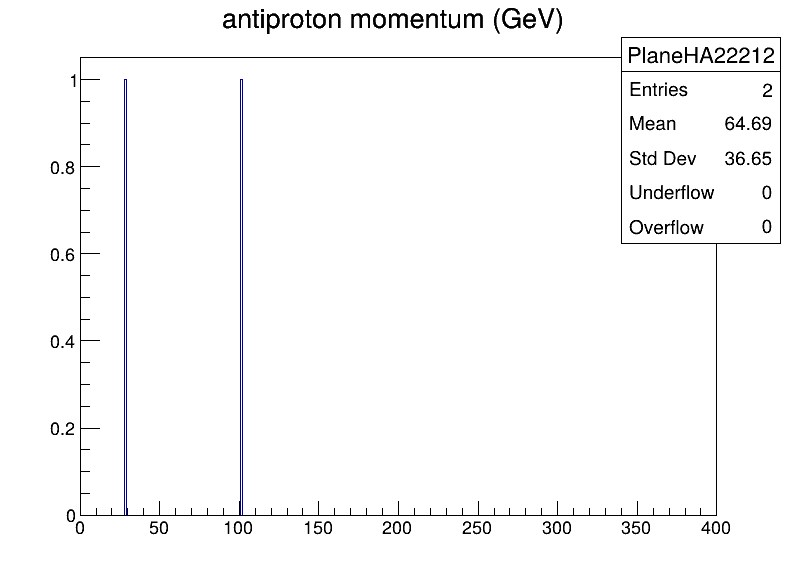 antiproton momentum (GeV)
PlaneHA22212
Entries 2
Mean 64.69
Std Dev 36.65
Underflow 0
Overflow 0
1
0.8
0.6
0.4
0.2
0
0 50 100 150 200 250 300 350 400